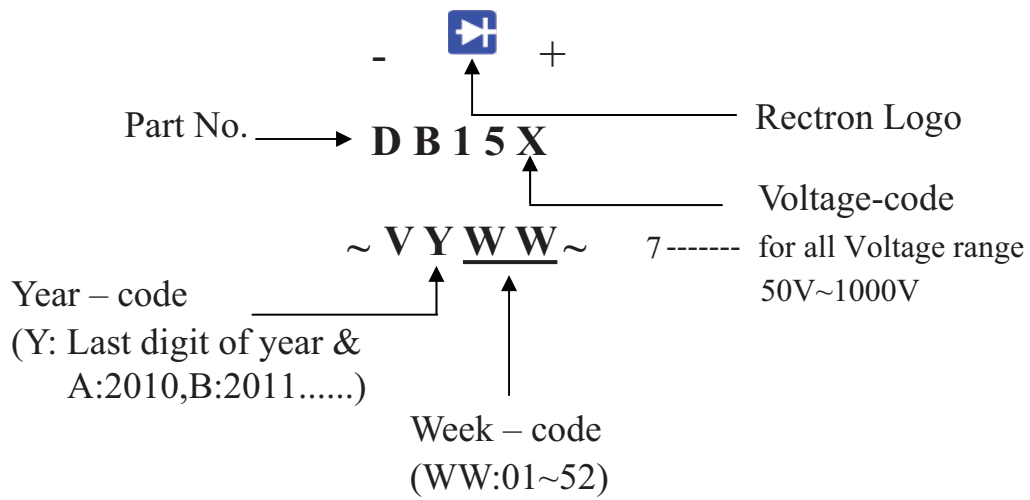 - +
Rectron Logo
Part No.
D B 1 5 X
Voltage-code
~ V Y W W ~
7 ------- for all Voltage range
50V~1000V
Year – code
(Y: Last digit of year &
A:2010,B:2011......)
Week – code
(WW:01~52)